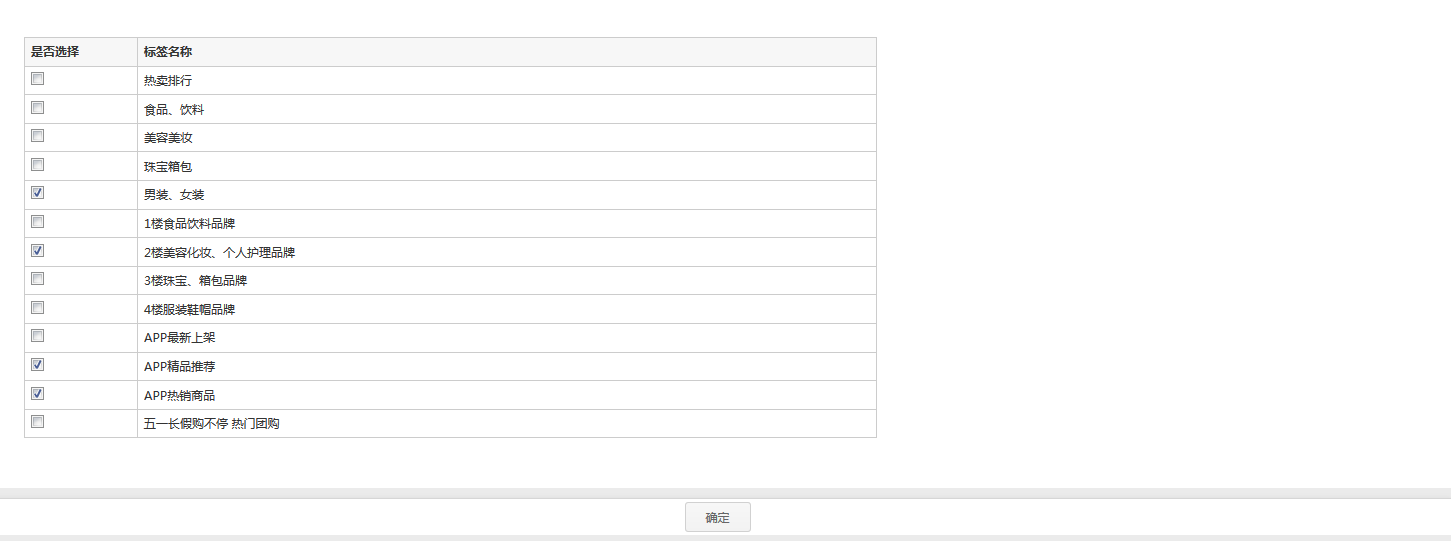 是否选择 标签名称
热卖排行
食品、饮料
美容美妆
珠宝箱包
男装、女装
1楼食品饮料品牌
2楼美容化妆、个人护理品牌
3楼珠宝、箱包品牌
4楼服装鞋帽品牌
APP最新上架
APP精品推荐
APP热销商品
五一长假购不停 热门团购
确定